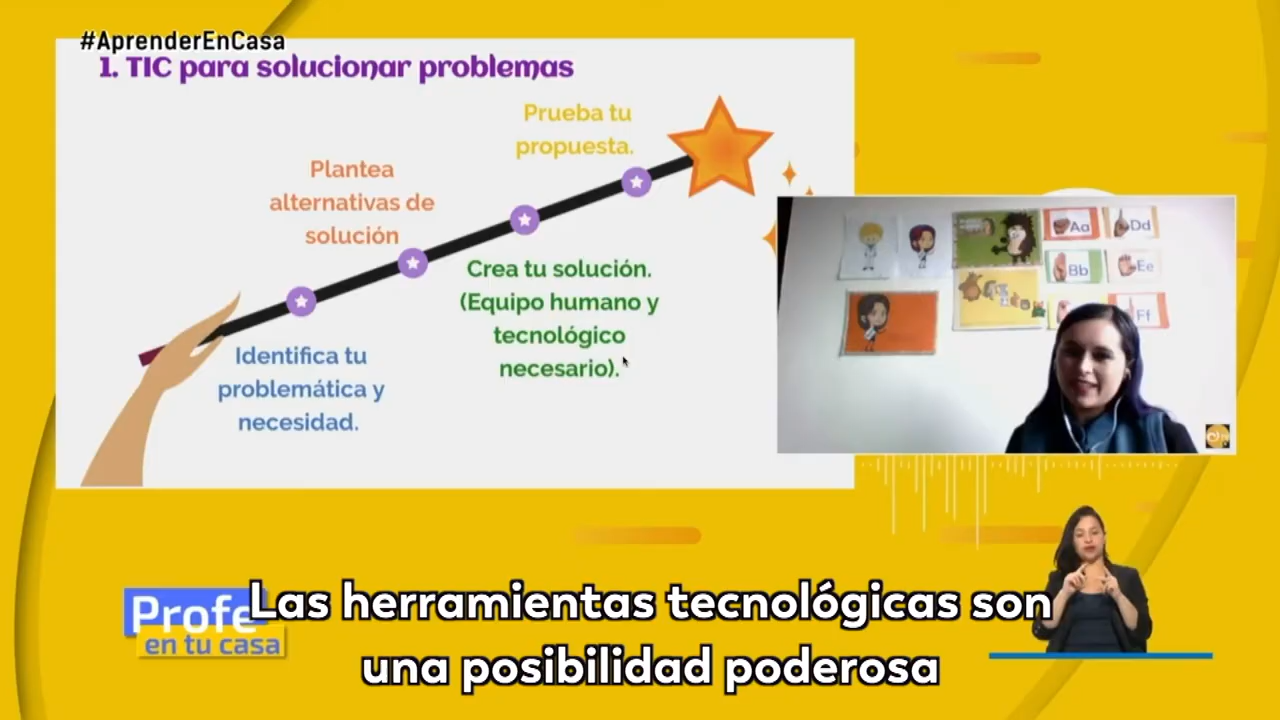 #AprenderEnCasa
1. TIC para solucionar problemas
Prueba tu
propuesta.
Plantea
alternativas de
solución
Crea tu solución.
(Equipo humano y
tecnológico
necesario).
Identifica tu
problemática y
necesidad.
Aa
Dd
Bb
Ee
Ff
Profe
en tu casa
Las herramientas tecnológicas son
una posibilidad poderosa